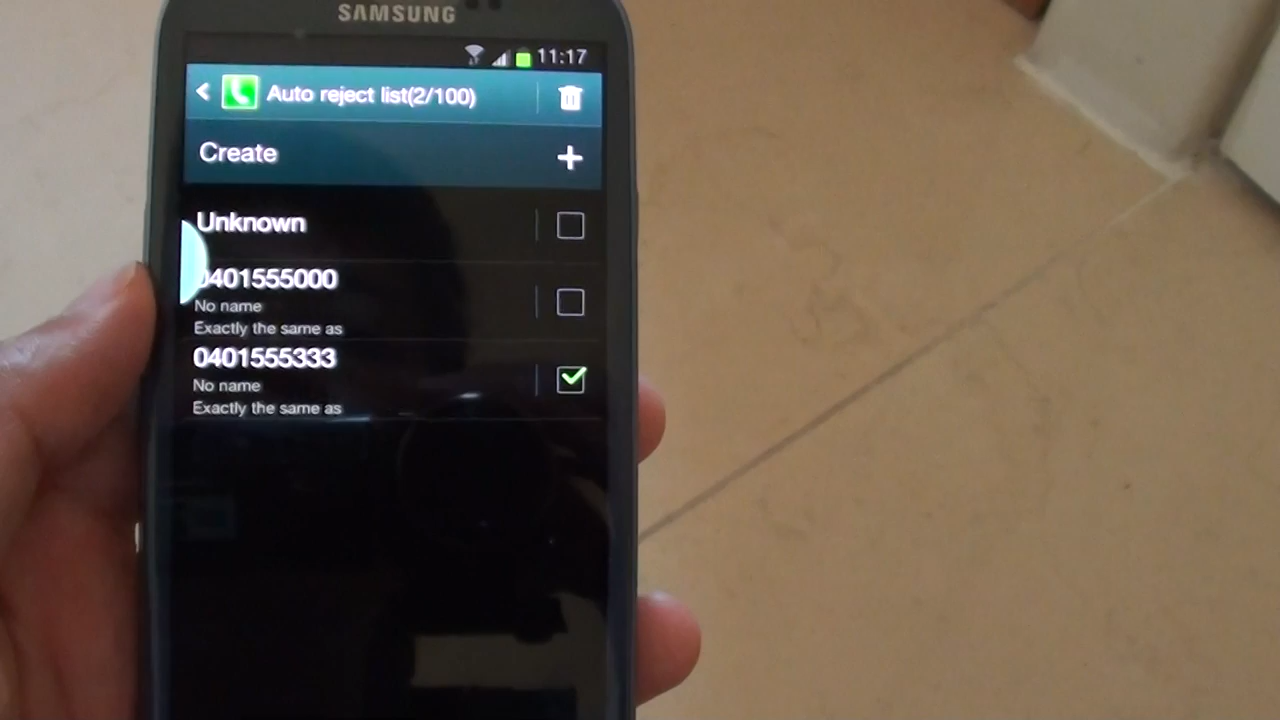 SAMSUNG
11:17
Auto reject list(2/100)
Create
Unknown
0401555000
No name
Exactly the same as
0401555333
No name
Exactly the same as